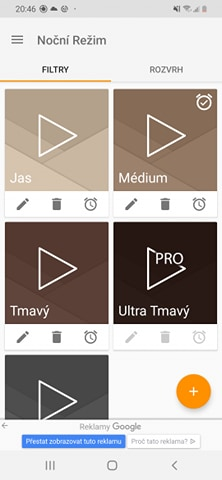 20:46
Noční Režim
FILTRY
ROZVRH
Jas
Médium
Tmavý
PRO
Ultra Tmavý
Reklamy Google
Přestat zobrazovat tuto reklamu
Proč tato reklama?